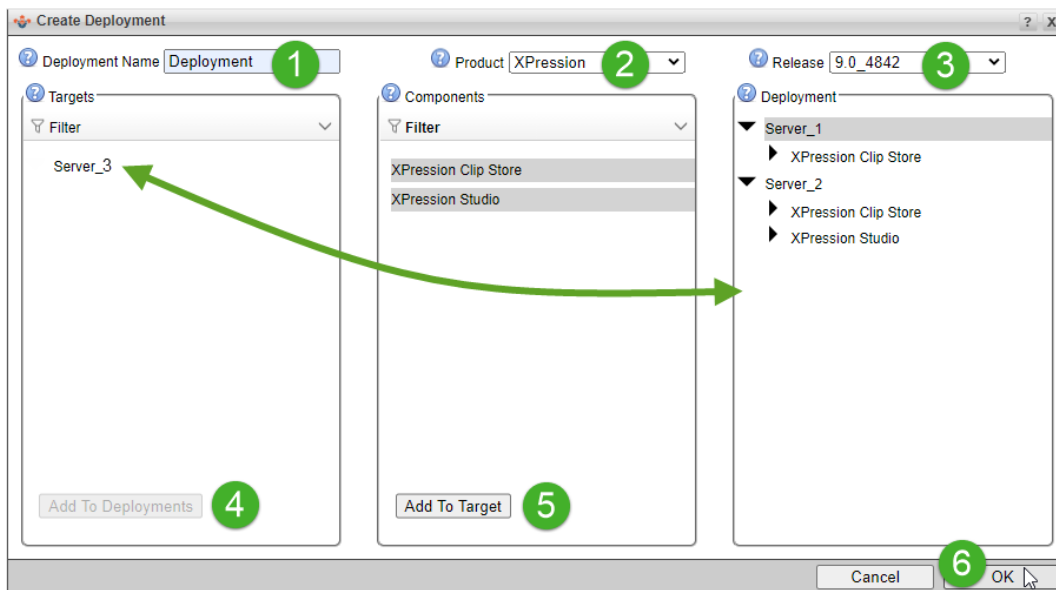 Create Deployment
? X
Deployment Name Deployment 1
Product XPression 2
Release 9.0_4842 3
Targets
Filter
Server_3
Add To Deployments 4
Components
Filter
XPression Clip Store
XPression Studio
Add To Target 5
Deployment
Server_1
XPression Clip Store
Server_2
XPression Clip Store
XPression Studio
Cancel
6 OK